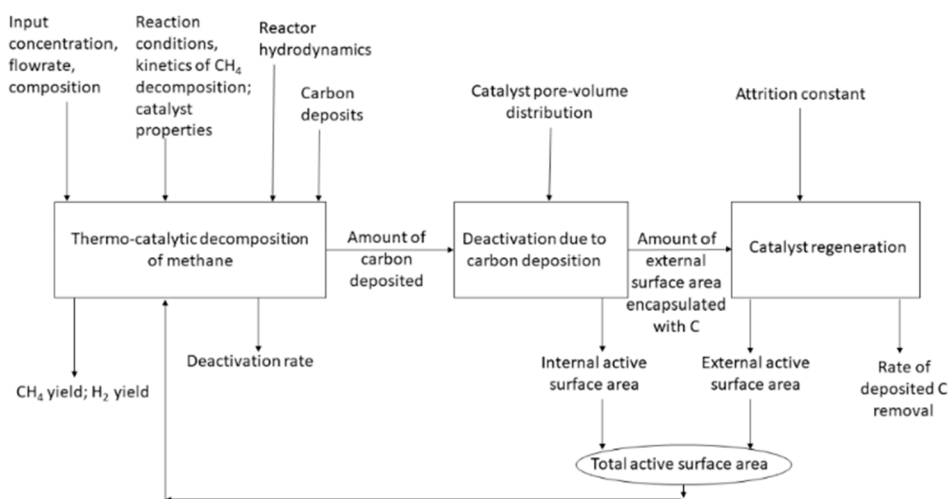 Input
concentration,
flowrate,
composition
Reaction
conditions,
kinetics of CH₄
decomposition;
catalyst
properties
Reactor
hydrodynamics
Carbon
deposits
Catalyst pore-volume
distribution
Attrition constant
Thermo-catalytic decomposition
of methane
Amount of
carbon
deposited
Deactivation due to
carbon deposition
Amount of
external
surface area
encapsulated
with C
Catalyst regeneration
CH₄ yield; H₂ yield
Deactivation rate
Internal active
surface area
External active
surface area
Rate of
deposited C
removal
Total active surface area